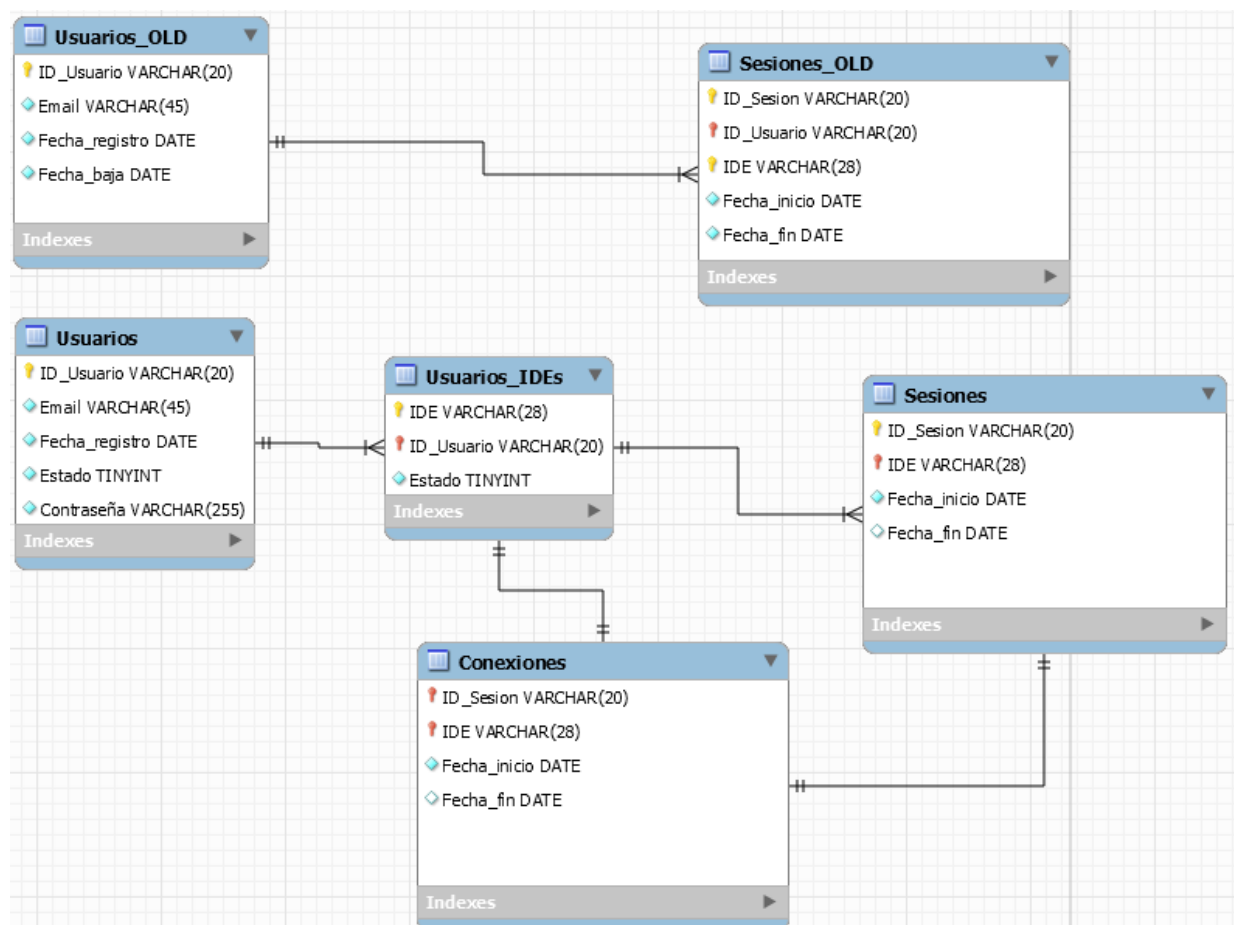 Usuarios_OLD
ID_Usuario VARCHAR(20)
Email VARCHAR(45)
Fecha_registro DATE
Fecha_baja DATE
Indexes
Sesiones_OLD
ID_Sesion VARCHAR(20)
ID_Usuario VARCHAR(20)
IDE VARCHAR(28)
Fecha_inicio DATE
Fecha_fin DATE
Indexes
Usuarios
ID_Usuario VARCHAR(20)
Email VARCHAR(45)
Fecha_registro DATE
Estado TINYINT
Contraseña VARCHAR(255)
Indexes
Usuarios_IDEs
IDE VARCHAR(28)
ID_Usuario VARCHAR(20)
Estado TINYINT
Indexes
Sesiones
ID_Sesion VARCHAR(20)
IDE VARCHAR(28)
Fecha_inicio DATE
Fecha_fin DATE
Indexes
Conexiones
ID_Sesion VARCHAR(20)
IDE VARCHAR(28)
Fecha_inicio DATE
Fecha_fin DATE
Indexes